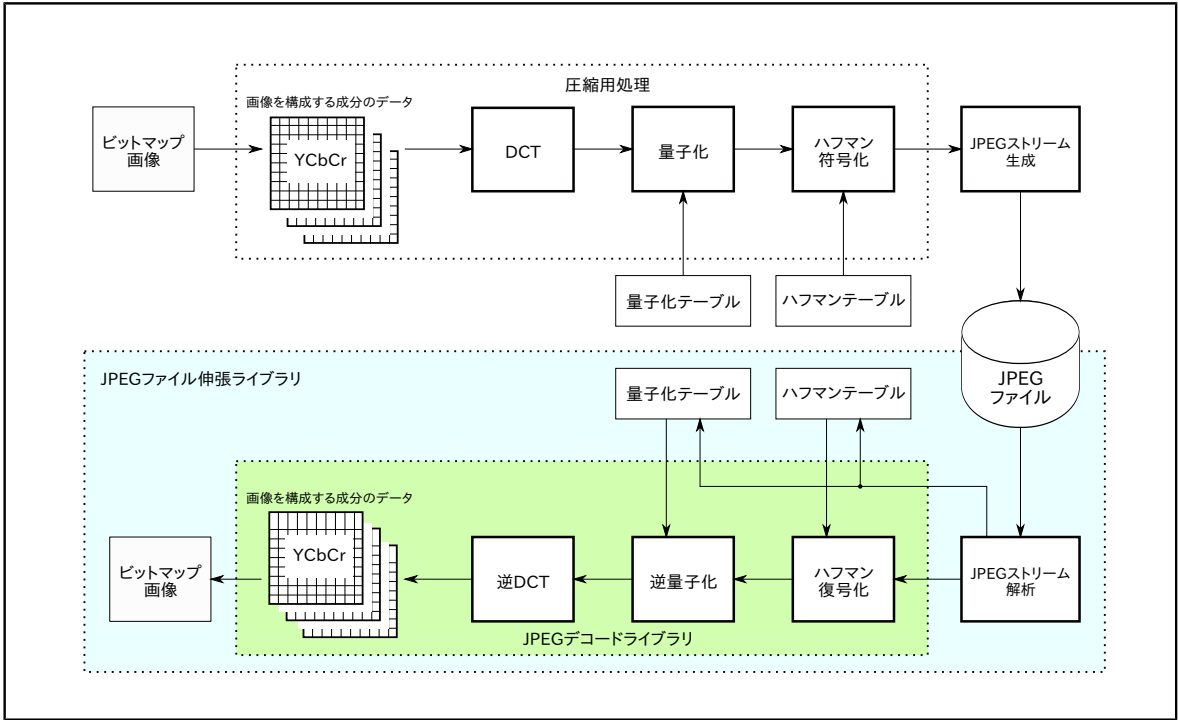 圧縮用処理
画像を構成する成分のデータ
ビットマップ
画像
YCbCr
DCT
量子化
ハフマン
符号化
JPEGストリーム
生成
量子化テーブル
ハフマンテーブル
JPEG
ファイル
JPEGファイル伸張ライブラリ
量子化テーブル
ハフマンテーブル
画像を構成する成分のデータ
ビットマップ
画像
YCbCr
逆DCT
逆量子化
ハフマン
復号化
JPEGストリーム
解析
JPEGデコードライブラリ